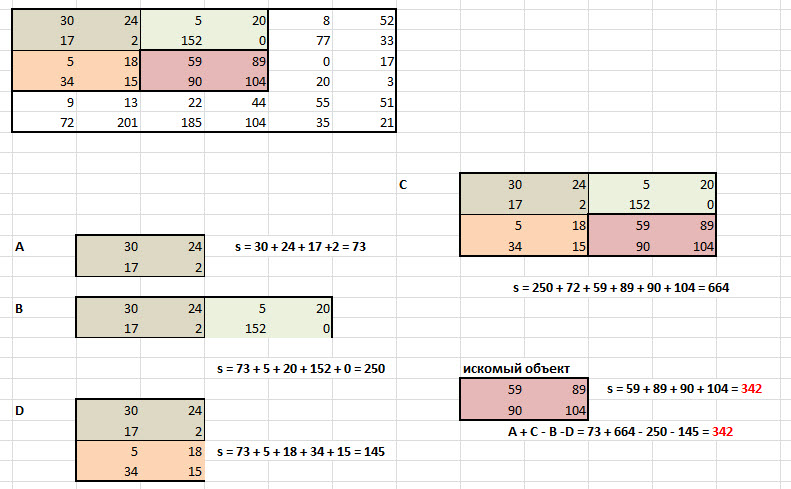 30 24 5 20 8 52
17 2 152 0 77 33
5 18 59 89 0 17
34 15 90 104 20 3
9 13 22 44 55 51
72 201 185 104 35 21
C
30 24 5 20
17 2 152 0
5 18 59 89
34 15 90 104
s = 250 + 72 + 59 + 89 + 90 + 104 = 664
A
30 24
17 2
s = 30 + 24 + 17 +2 = 73
B
30 24 5 20
17 2 152 0
s = 73 + 5 + 20 + 152 + 0 = 250
D
30 24
17 2
5 18
34 15
s = 73 + 5 + 18 + 34 + 15 = 145
искомый объект
59 89
90 104
s = 59 + 89 + 90 + 104 = 342
A + C - B -D = 73 + 664 - 250 - 145 = 342